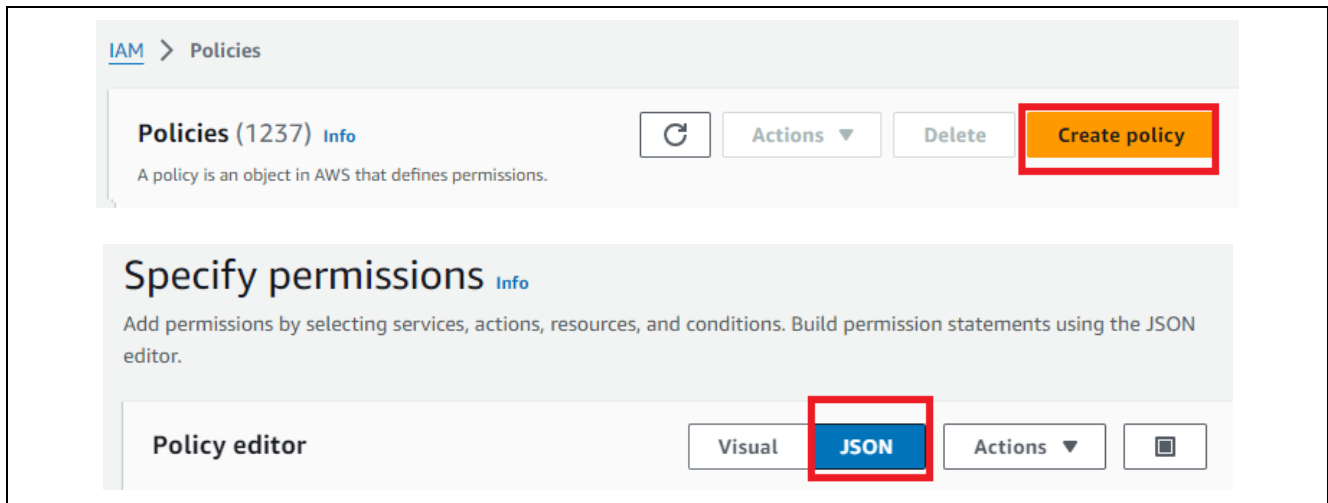 IAM > Policies
Policies (1237) Info
Actions ▼
Delete
Create policy
A policy is an object in AWS that defines permissions.
Specify permissions Info
Add permissions by selecting services, actions, resources, and conditions. Build permission statements using the JSON
editor.
Policy editor
Visual
JSON
Actions ▼